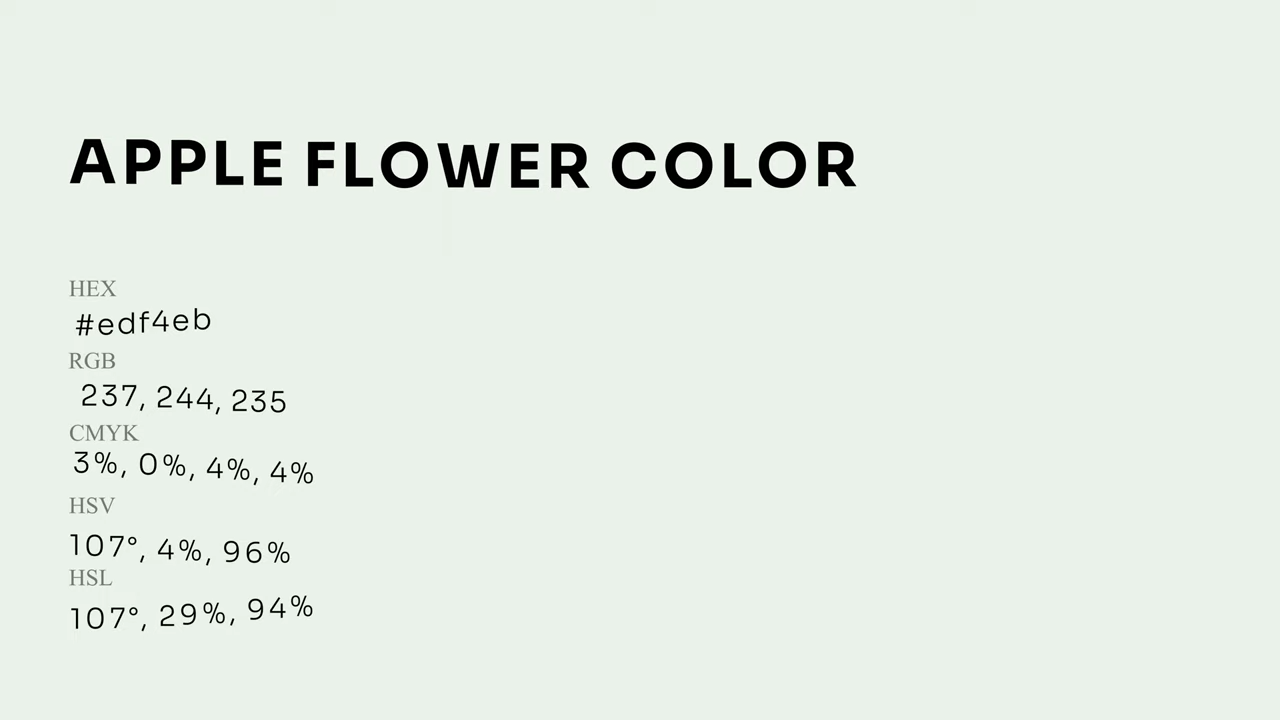 APPLE FLOWER COLOR
HEX
#edf4eb
RGB
237, 244, 235
CMYK
3%, 0%, 4%, 4%
HSV
107°, 4%, 96%
HSL
107°, 29%, 94%